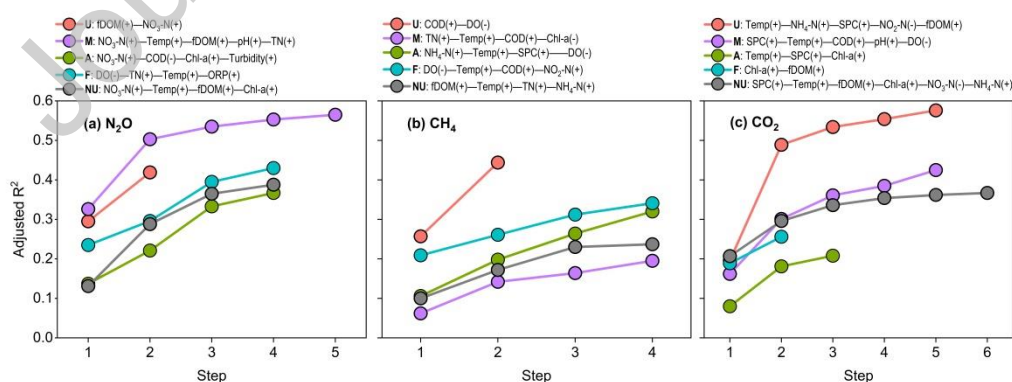 U: fDOM(+)—NO₃-N(+)
M: NO₃-N(+)—Temp(+)—fDOM(+)—pH(+)—TN(+)
A: NO₃-N(+)—COD(-)—Chl-a(+)—Turbidity(+)
F: DO(-)—TN(+)—Temp(+)—ORP(+)
NU: NO₃-N(+)—Temp(+)—fDOM(+)—Chl-a(+)
U: COD(+)—DO(-)
M: TN(+)—Temp(+)—COD(+)—Chl-a(-)
A: NH₄-N(+)—Temp(+)—SPC(+)——DO(-)
F: DO(-)—Temp(+)—COD(+)—NO₂-N(+)
NU: fDOM(+)—Temp(+)—TN(+)—NH₄-N(+)
U: Temp(+)—NH₄-N(+)—SPC(+)—NO₂-N(-)—fDOM(+)
M: SPC(+)—Temp(+)—COD(+)—pH(+)—DO(-)
A: Temp(+)—SPC(+)—Chl-a(+)
F: Chl-a(+)—fDOM(+)
NU: SPC(+)—Temp(+)—fDOM(+)—Chl-a(+)—NO₃-N(-)—NH₄-N(+)
Adjusted R²
0.6
0.5
0.4
0.3
0.2
0.1
0.0
(a) N₂O
1 2 3 4 5
Step
(b) CH₄
1 2 3 4
Step
(c) CO₂
1 2 3 4 5 6
Step